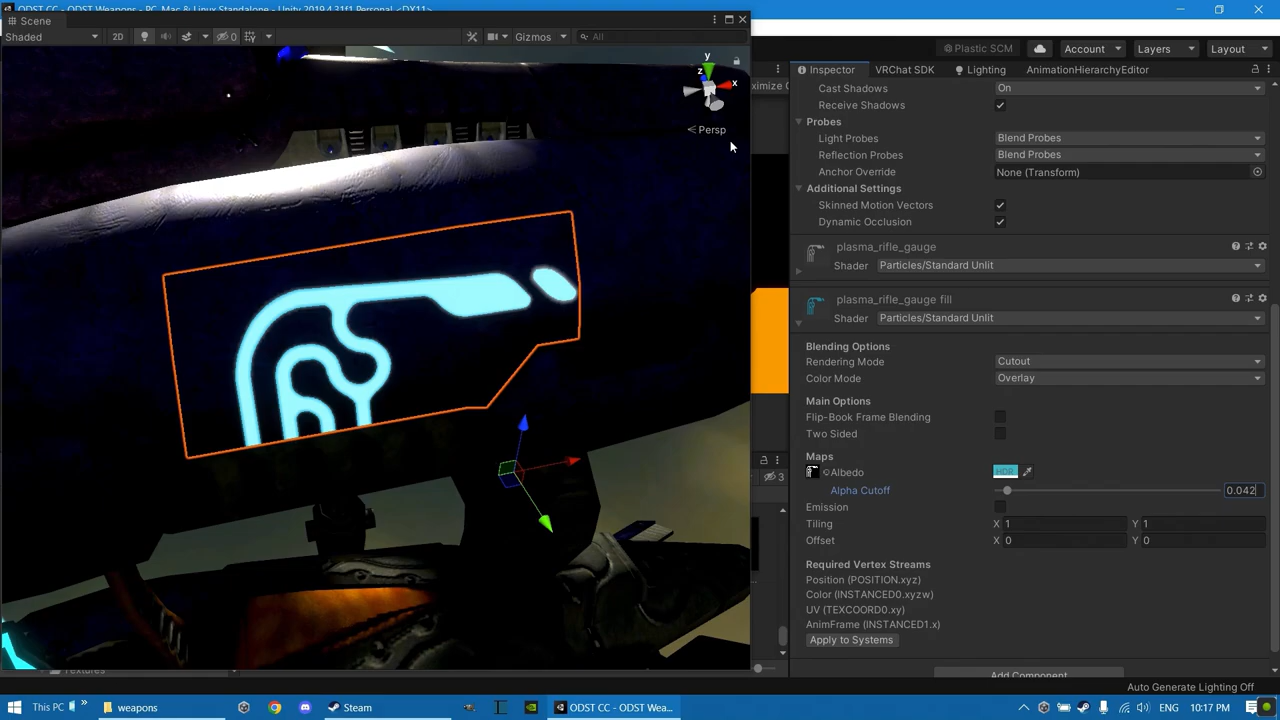 ODST CC - ODST Weapons - PC, Mac & Linux Standalone - Unity 2019.4.31f1 Personal <DX11>
Scene
Shaded
2D
0
Gizmos
All
y
z
x
Persp
Plastic SCM
Account
Layers
Layout
Inspector
VRChat SDK
Lighting
AnimationHierarchyEditor
Cast Shadows
On
Receive Shadows
Probes
Light Probes
Blend Probes
Reflection Probes
Blend Probes
Anchor Override
None (Transform)
Additional Settings
Skinned Motion Vectors
Dynamic Occlusion
plasma_rifle_gauge
Shader
Particles/Standard Unlit
plasma_rifle_gauge fill
Shader
Particles/Standard Unlit
Blending Options
Rendering Mode
Cutout
Color Mode
Overlay
Main Options
Flip-Book Frame Blending
Two Sided
Maps
Albedo
HDR
Alpha Cutoff
0.042
Emission
Tiling
X 1
Y 1
Offset
X 0
Y 0
Required Vertex Streams
Position (POSITION.xyz)
Color (INSTANCED0.xyzw)
UV (TEXCOORD0.xy)
AnimFrame (INSTANCED1.x)
Apply to Systems
Add Component
3
Textures
Auto Generate Lighting Off
This PC
weapons
Steam
ODST CC - ODST Wea...
10:17 PM